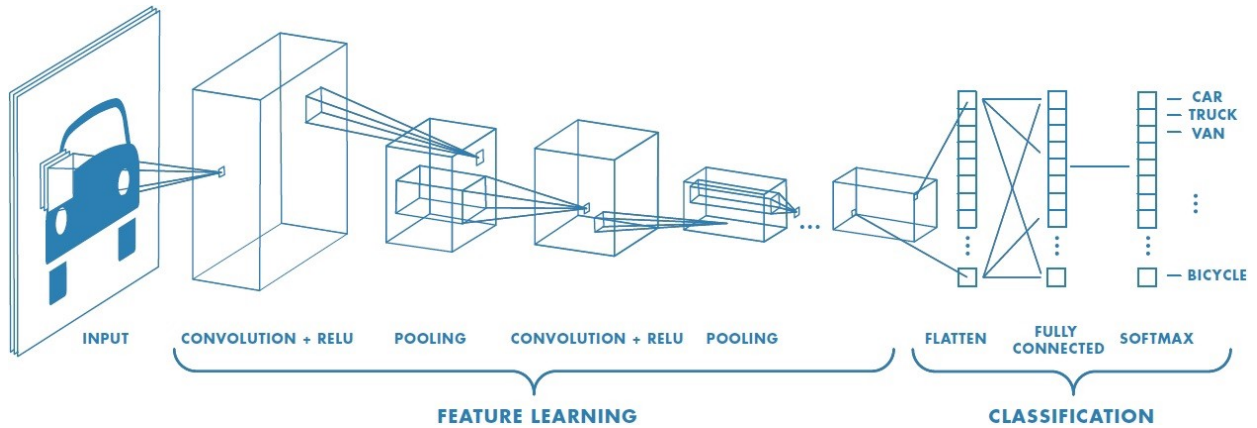 CAR
TRUCK
VAN
BICYCLE
INPUT
CONVOLUTION + RELU
POOLING
CONVOLUTION + RELU
POOLING
FLATTEN
FULLY
CONNECTED
SOFTMAX
FEATURE LEARNING
CLASSIFICATION